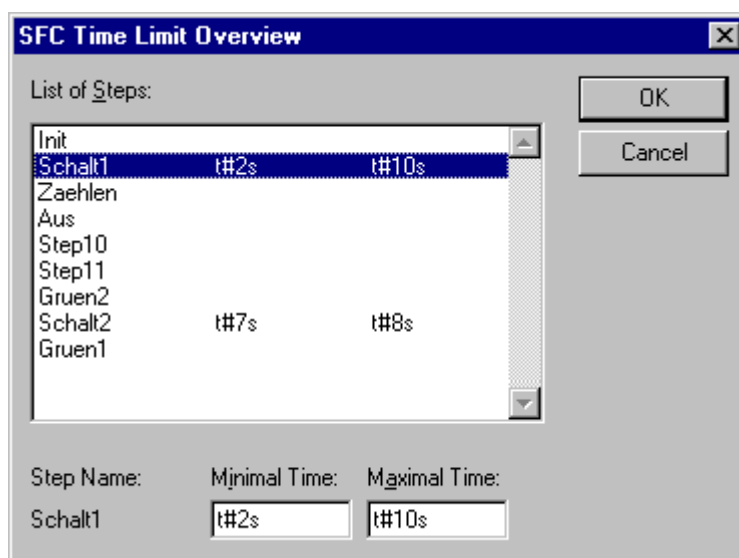 SFC Time Limit Overview
List of Steps:
OK
Init
Cancel
Schalt1 t#2s t#10s
Zaehlen
Aus
Step10
Step11
Gruen2
Schalt2 t#7s t#8s
Gruen1
Step Name: Minimal Time: Maximal Time:
Schalt1 t#2s t#10s